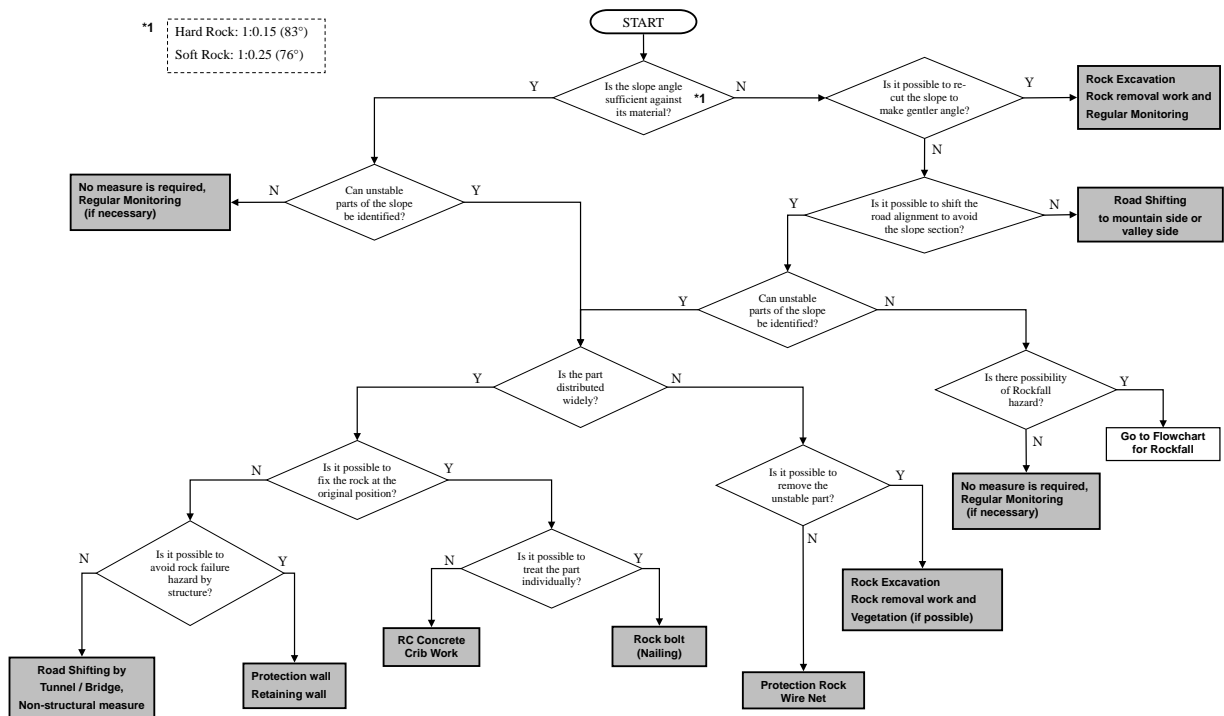 *1
Hard Rock: 1:0.15 (83°)
Soft Rock: 1:0.25 (76°)
START
Is the slope angle
sufficient against
its material?
*1
Y
N
Is it possible to re-
cut the slope to
make gentler angle?
Y
N
Rock Excavation
Rock removal work and
Regular Monitoring
No measure is required,
Regular Monitoring
(if necessary)
N
Can unstable
parts of the slope
be identified?
Y
Y
Is it possible to shift the
road alignment to avoid
the slope section?
N
Road Shifting
to mountain side or
valley side
Y
Can unstable
parts of the slope
be identified?
N
Y
Is the part
distributed
widely?
N
Is there possibility
of Rockfall
hazard?
Y
N
Go to Flowchart
for Rockfall
N
Is it possible to
fix the rock at the
original position?
Y
Is it possible to
remove the
unstable part?
Y
N
No measure is required,
Regular Monitoring
(if necessary)
N
Is it possible to
avoid rock failure
hazard by
structure?
Y
N
Is it possible to
treat the part
individually?
Y
Rock Excavation
Rock removal work and
Vegetation (if possible)
RC Concrete
Crib Work
Rock bolt
(Nailing)
Road Shifting by
Tunnel / Bridge,
Non-structural measure
Protection wall
Retaining wall
Protection Rock
Wire Net